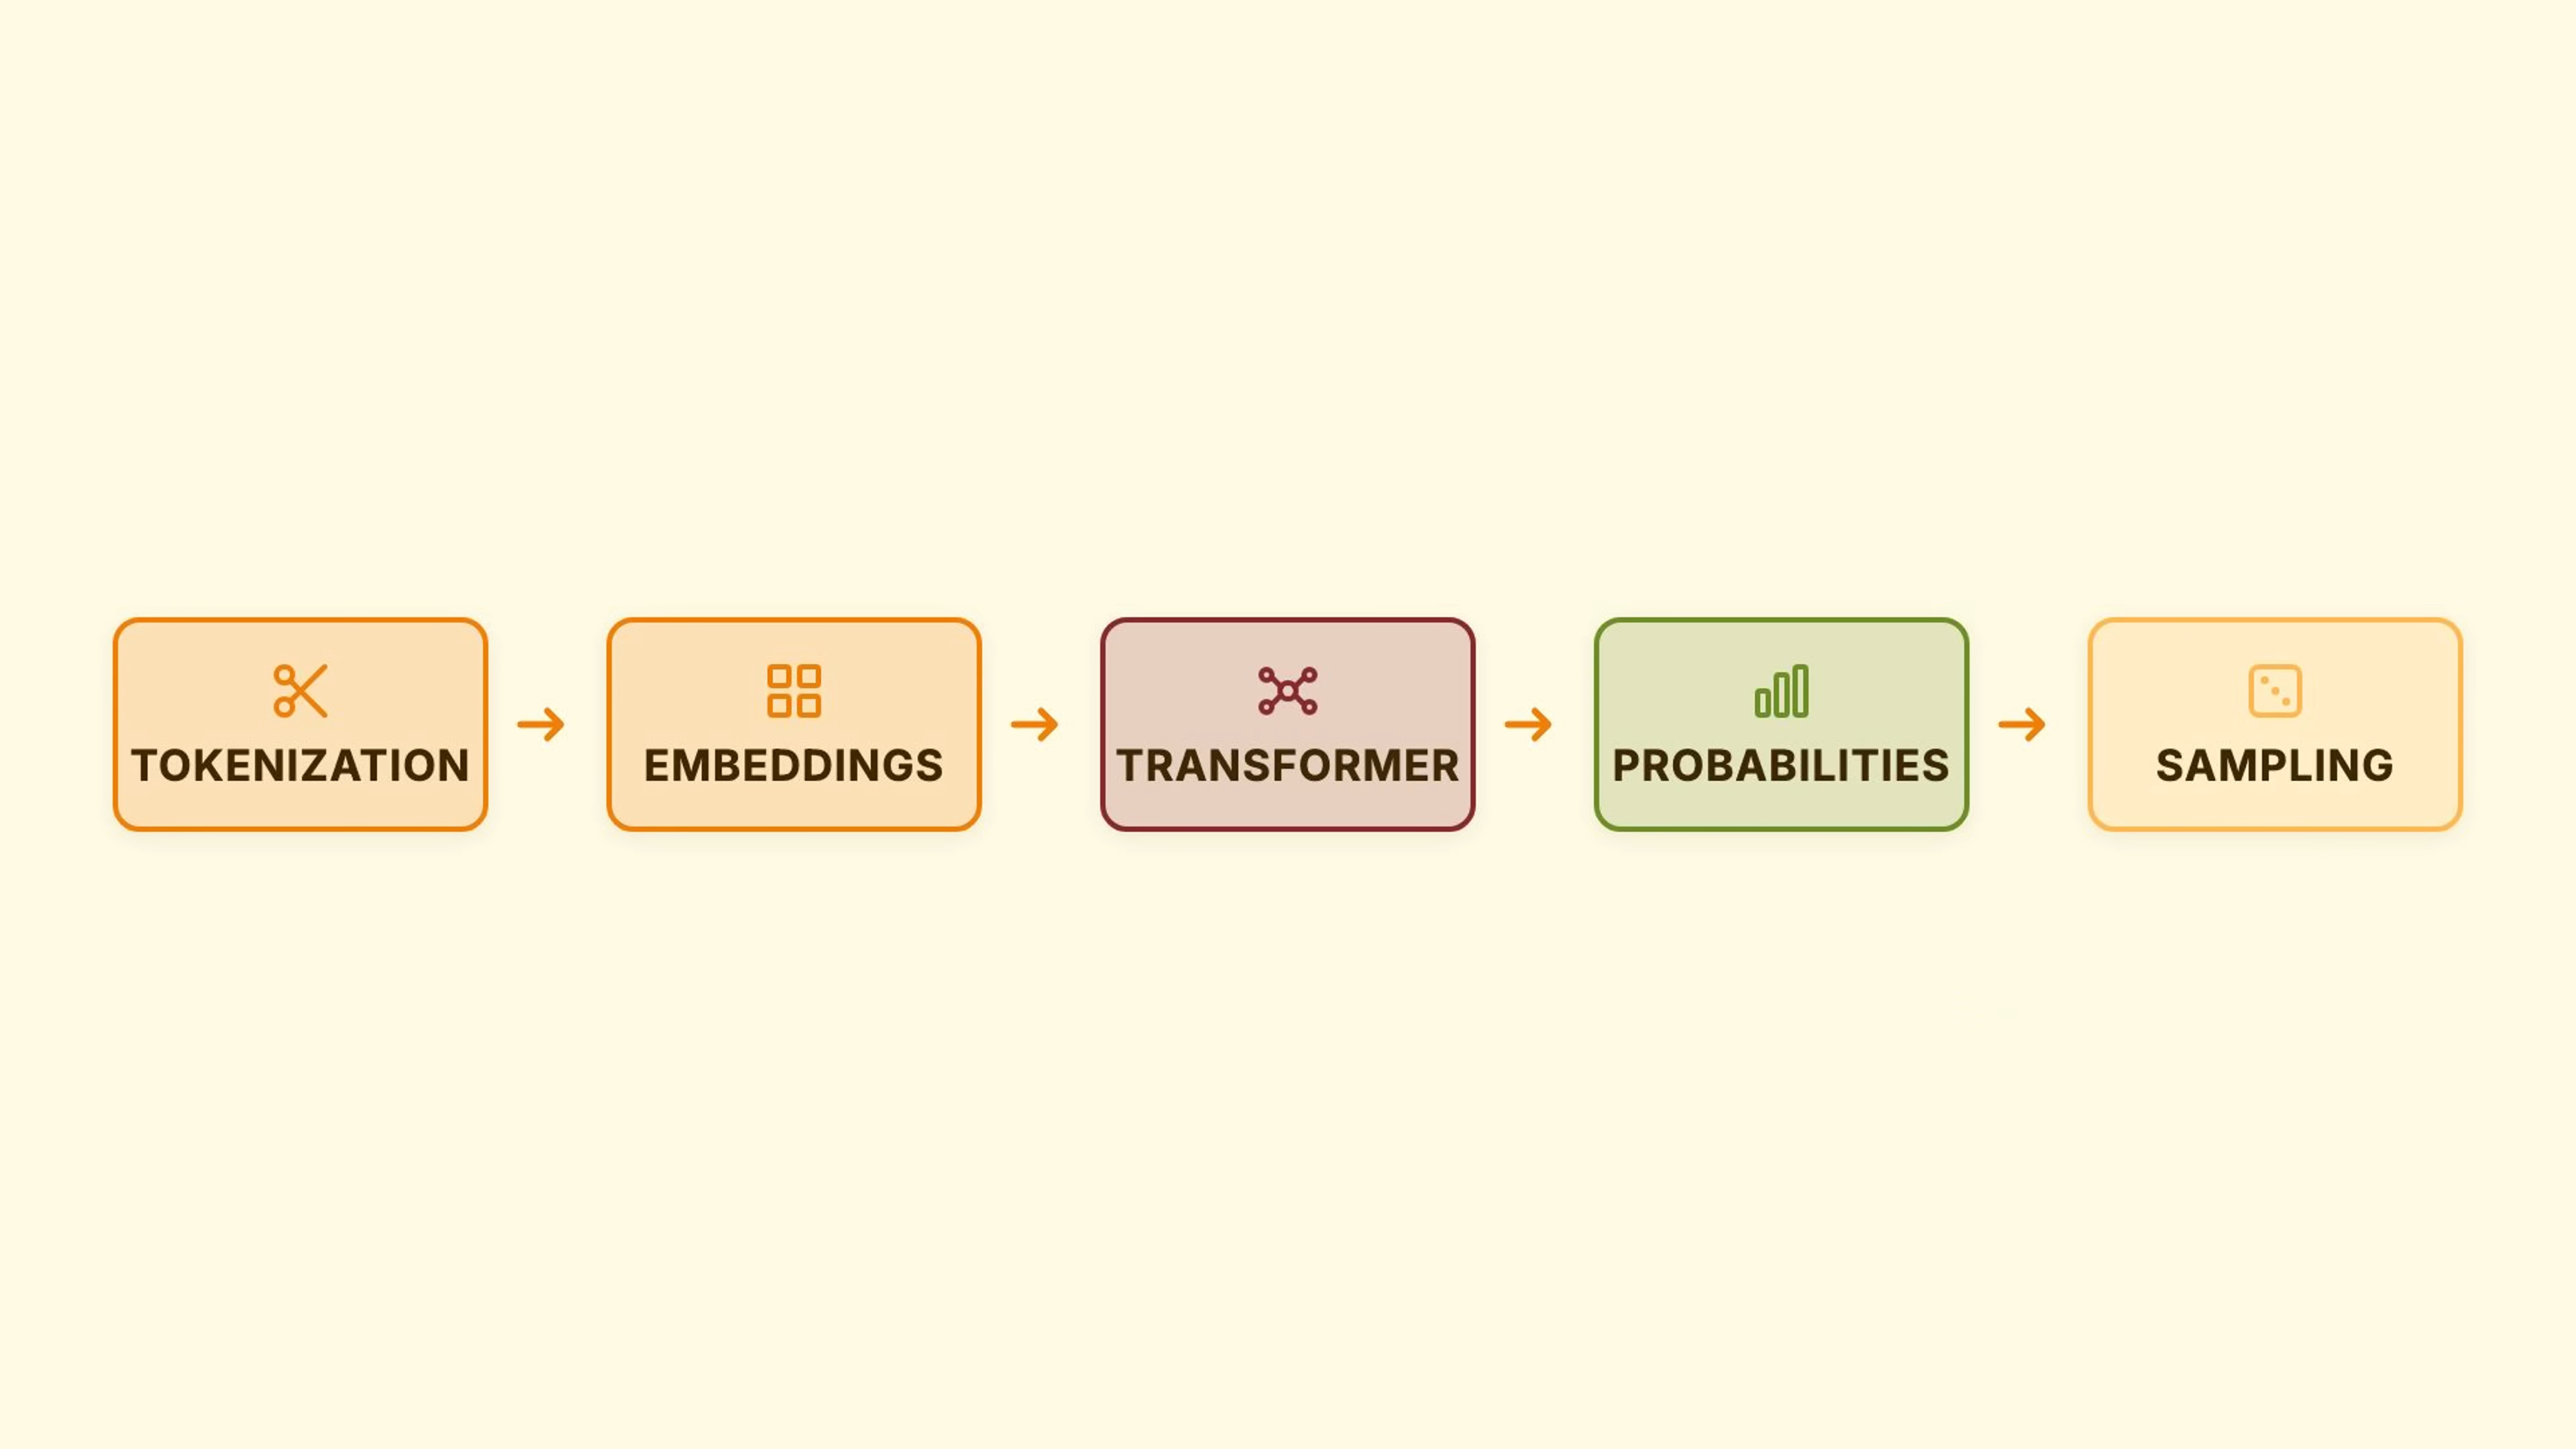 TOKENIZATION
EMBEDDINGS
TRANSFORMER
PROBABILITIES
SAMPLING